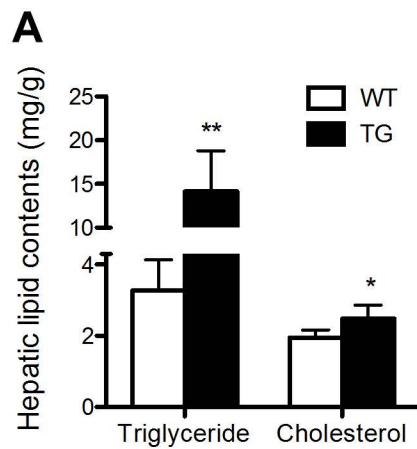 A
Hepatic lipid contents (mg/g)
25
20
15
10
4
2
0
WT
TG
**
*
Triglyceride
Cholesterol